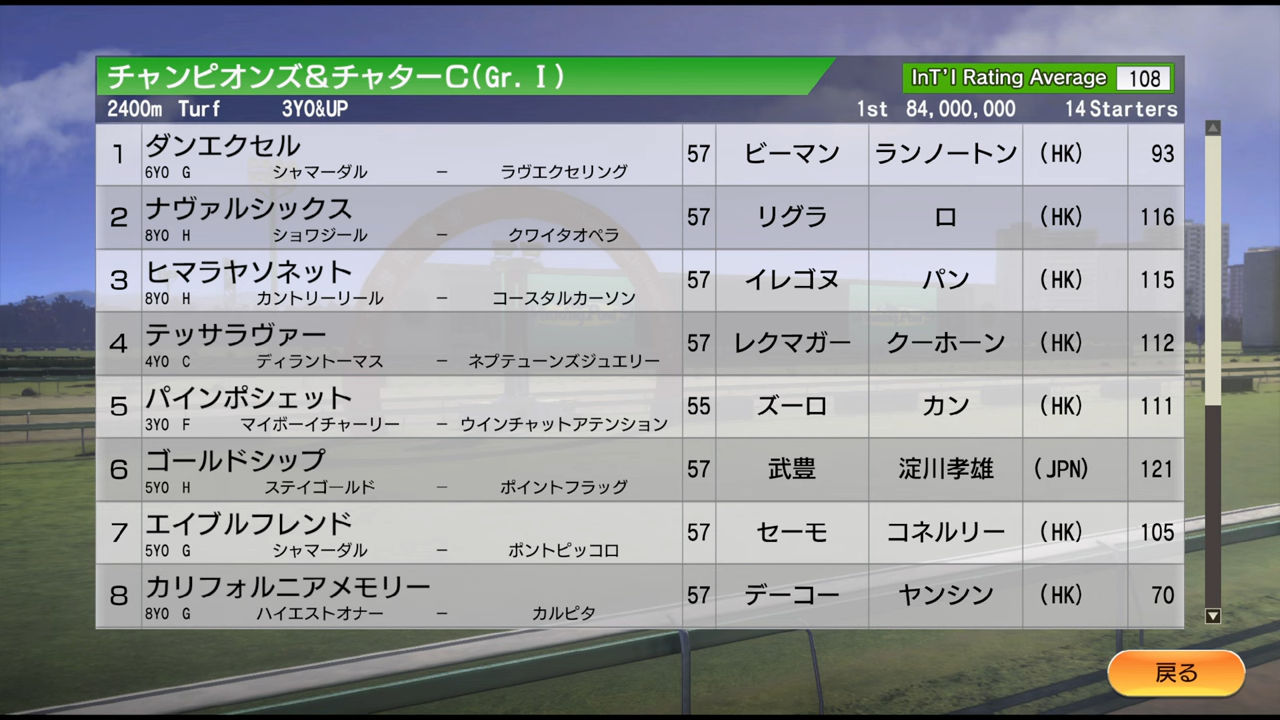 チャンピオンズ&チャターC(Gr.Ⅰ)
InT'l Rating Average 108
2400m Turf 3YO&UP 1st 84,000,000 14Starters
1 ダンエクセル 57 ビーマン ランノートン (HK) 93
6YO G シャマーダル － ラヴエクセリング
2 ナヴァルシックス 57 リグラ ロ (HK) 116
8YO H ショワジール － クワイタオペラ
3 ヒマラヤソネット 57 イレゴヌ パン (HK) 115
8YO H カントリーリール － コースタルカーソン
4 テッサラヴァー 57 レクマガー クーホーン (HK) 112
4YO C ディラントーマス － ネプテューンズジュエリー
5 パインポシェット 55 ズーロ カン (HK) 111
3YO F マイボーイチャーリー － ウインチャットアテンション
6 ゴールドシップ 57 武豊 淀川孝雄 (JPN) 121
5YO H ステイゴールド － ポイントフラッグ
7 エイブルフレンド 57 セーモ コネルリー (HK) 105
5YO G シャマーダル － ポントピッコロ
8 カリフォルニアメモリー 57 デーコー ヤンシン (HK) 70
8YO G ハイエストオナー － カルピタ
戻る